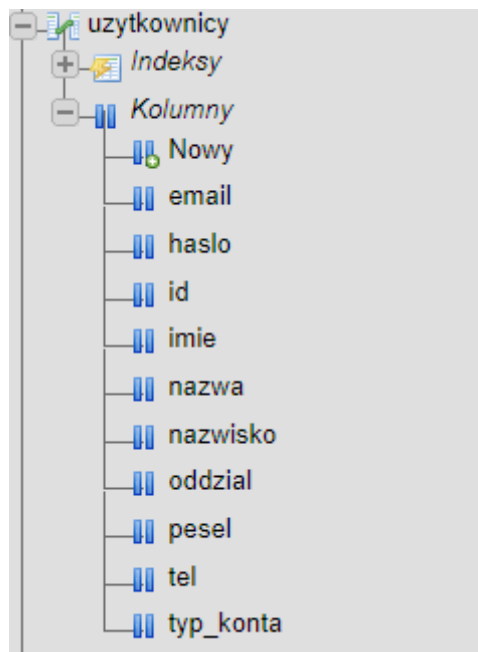 uzytkownicy
Indeksy
Kolumny
Nowy
email
haslo
id
imie
nazwa
nazwisko
oddzial
pesel
tel
typ_konta